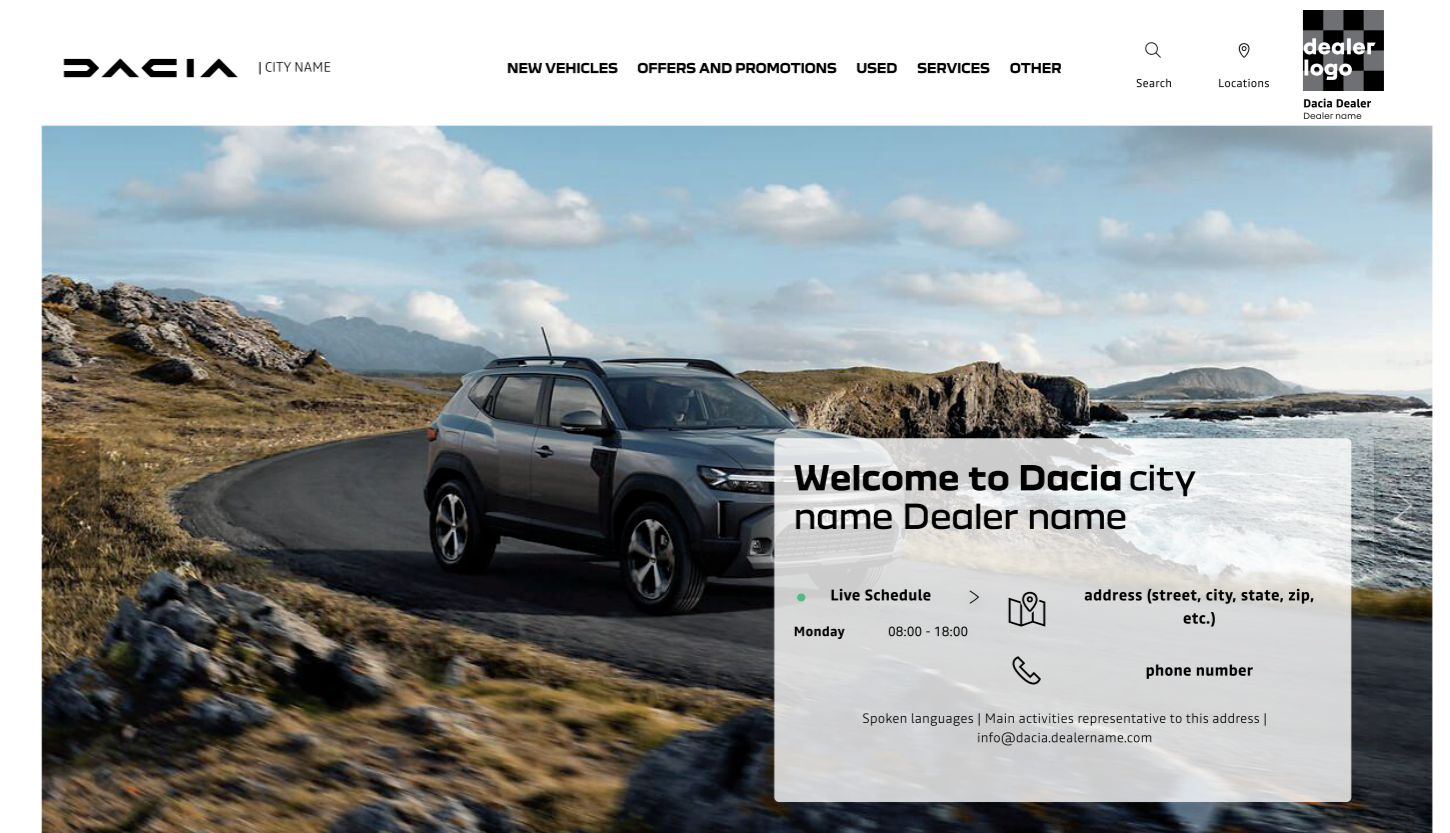 DACIA | CITY NAME
NEW VEHICLES OFFERS AND PROMOTIONS USED SERVICES OTHER
Search
Locations
dealer
logo
Dacia Dealer
Dealer name
Welcome to Dacia city
name Dealer name
Live Schedule
Monday 08:00 - 18:00
address (street, city, state, zip,
etc.)
phone number
Spoken languages | Main activities representative to this address |
info@dacia.dealername.com